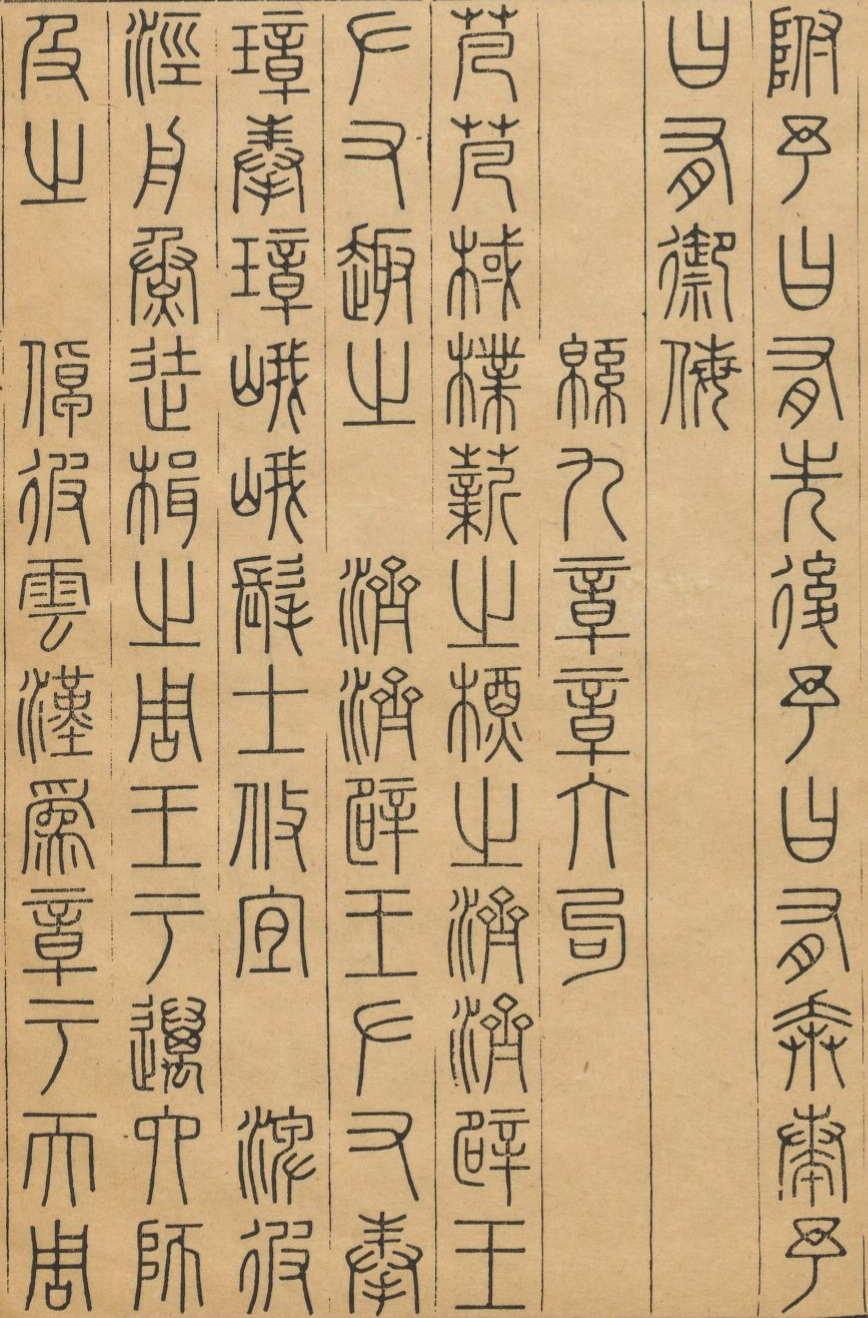 附予曰有先後予曰有奔奏予
曰有禦侮
緜九章章六句
芃芃棫樸薪之槱之濟濟辟王
左右趣之　濟濟辟王左右奉
璋奉璋峨峨髦士攸宜　淠彼
涇舟烝徒楫之周王于邁六師
及之　倬彼雲漢為章于天周